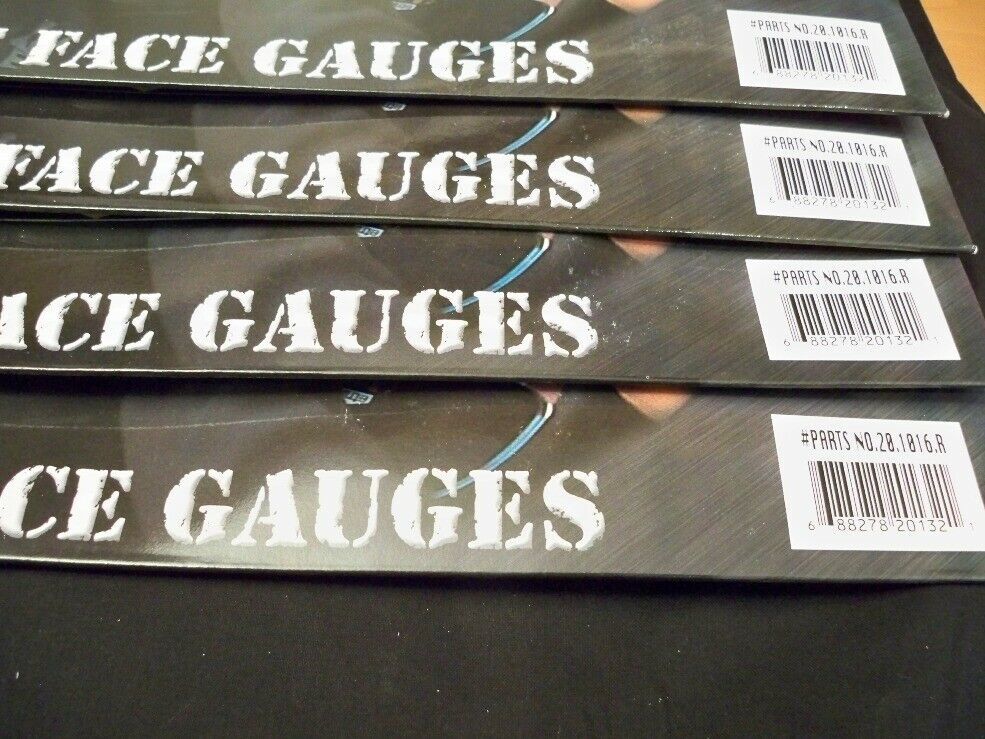 FACE GAUGES
#PARTS NO.20.1016.R
6 88278 20132 1
FACE GAUGES
#PARTS NO.20.1016.R
6 88278 20132 1
ACE GAUGES
#PARTS NO.20.1016.R
6 88278 20132 1
CE GAUGES
#PARTS NO.20.1016.R
6 88278 20132 1